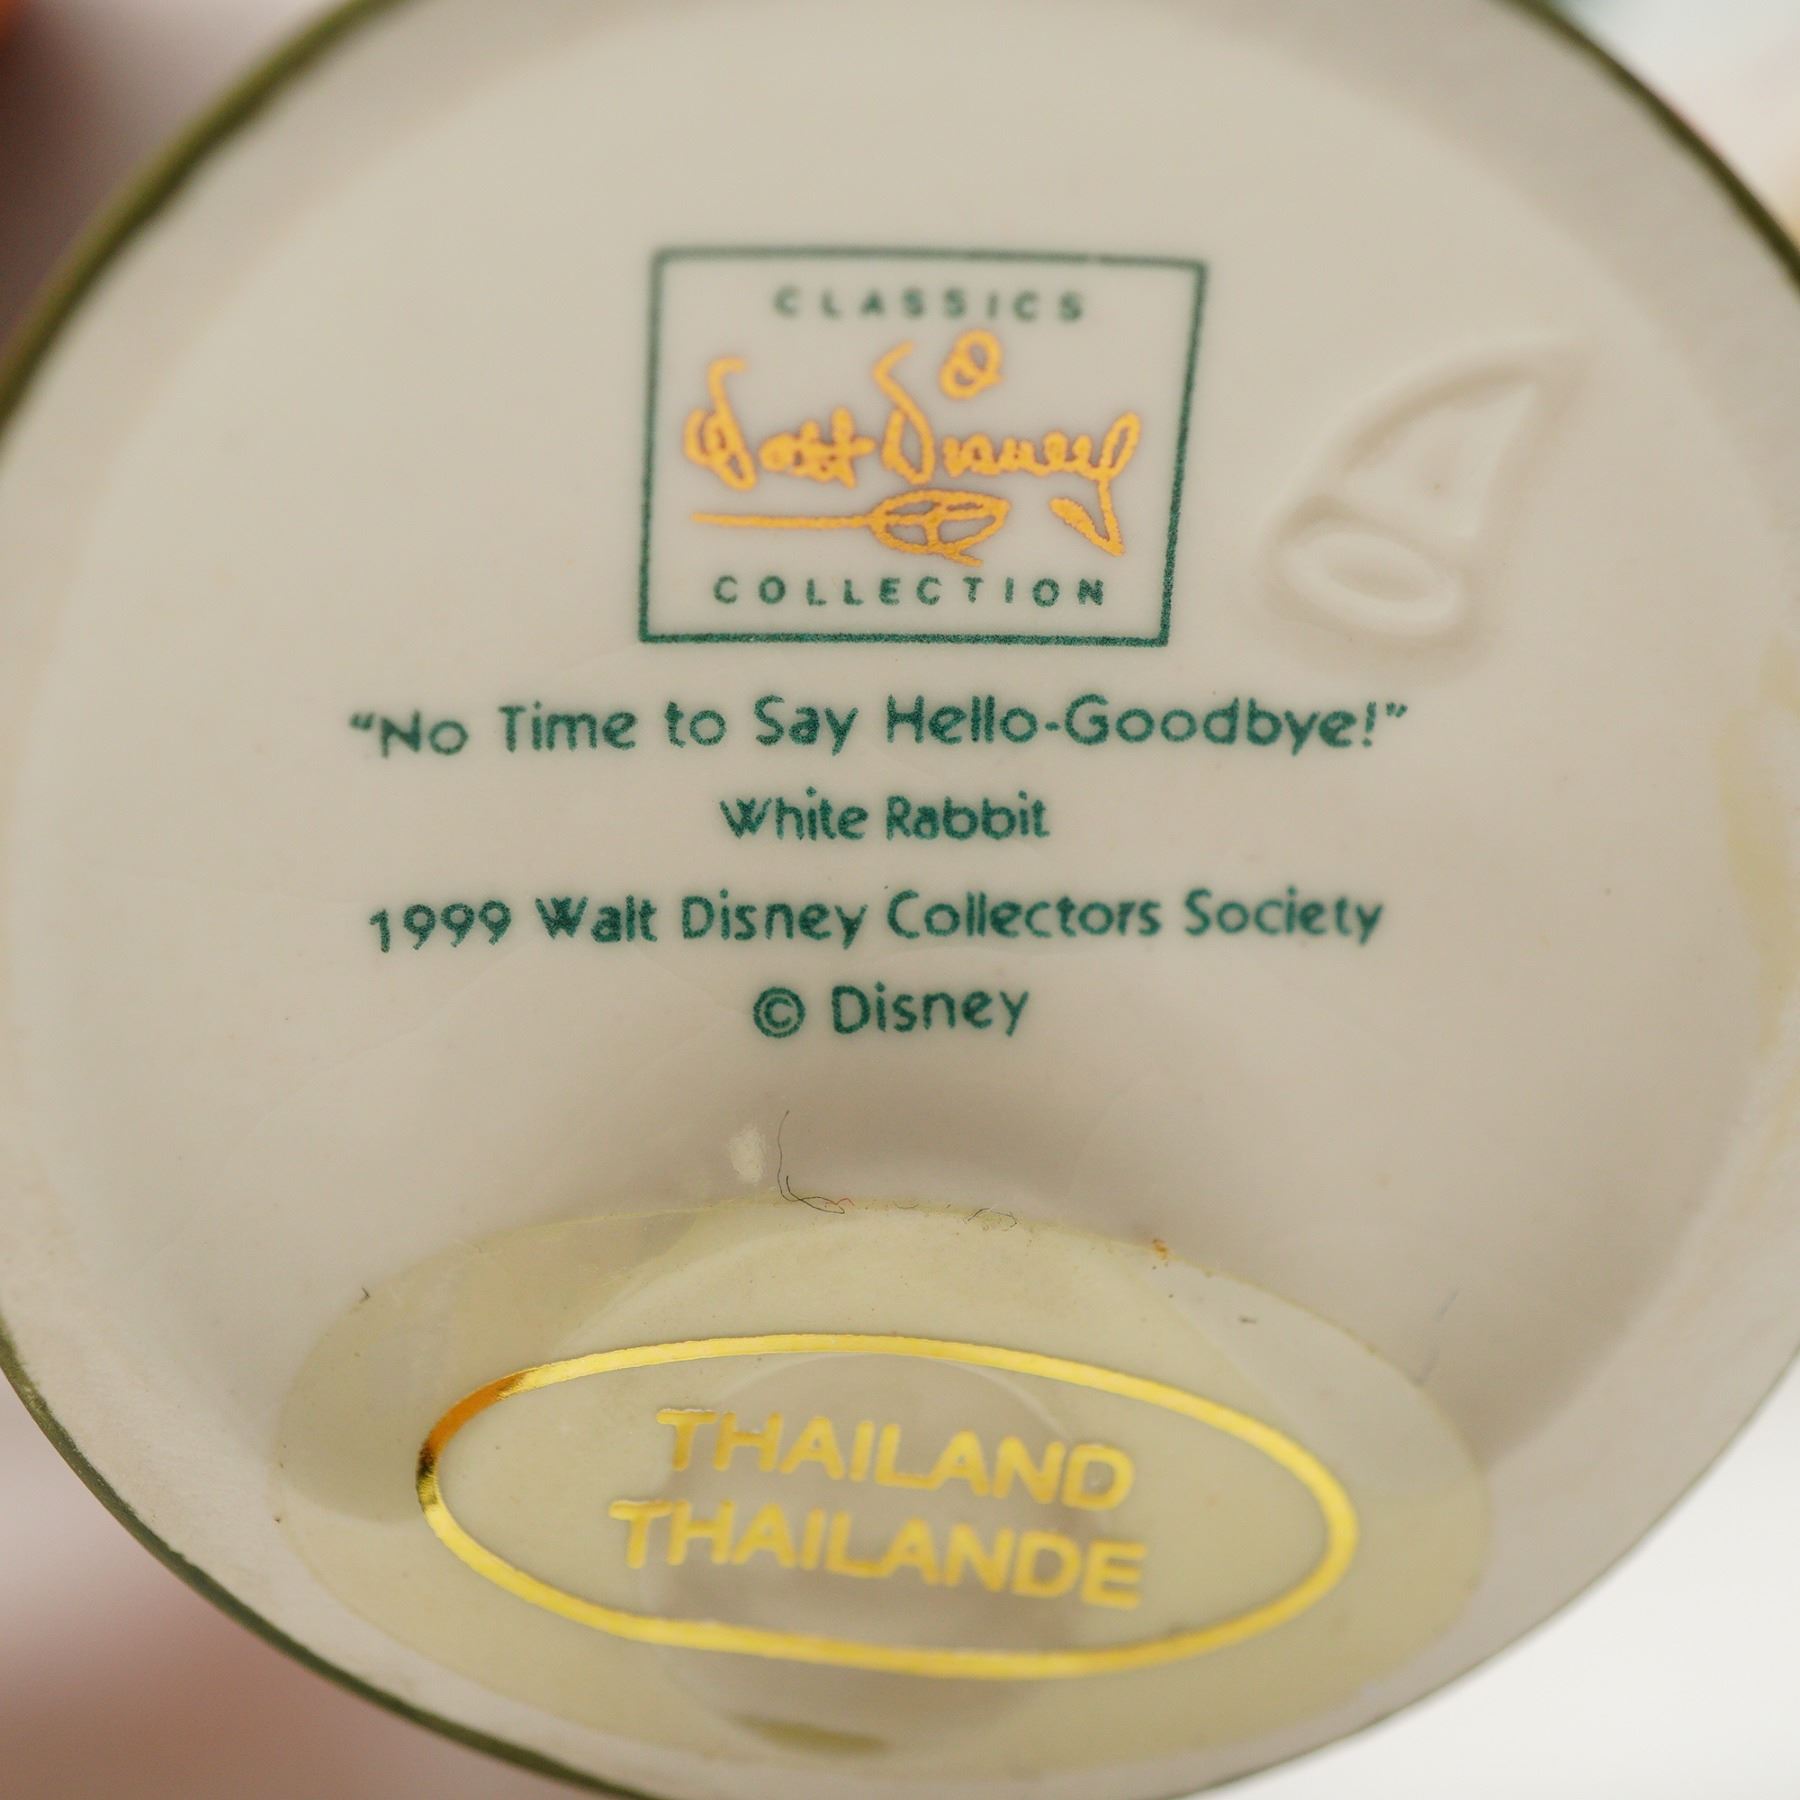 CLASSICS
Walt Disney
COLLECTION
“No Time to Say Hello-Goodbye!”
White Rabbit
1999 Walt Disney Collectors Society
© Disney
THAILAND
THAILANDE